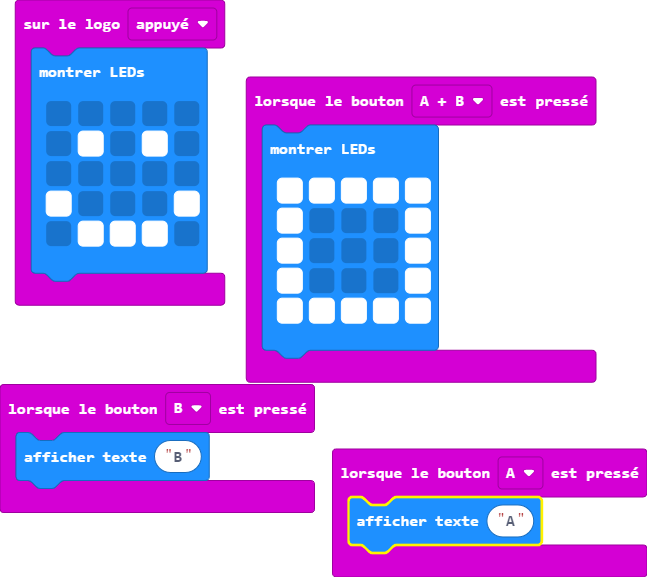 sur le logo appuyé
montrer LEDs
lorsque le bouton A + B est pressé
montrer LEDs
lorsque le bouton B est pressé
afficher texte "B"
lorsque le bouton A est pressé
afficher texte "A"